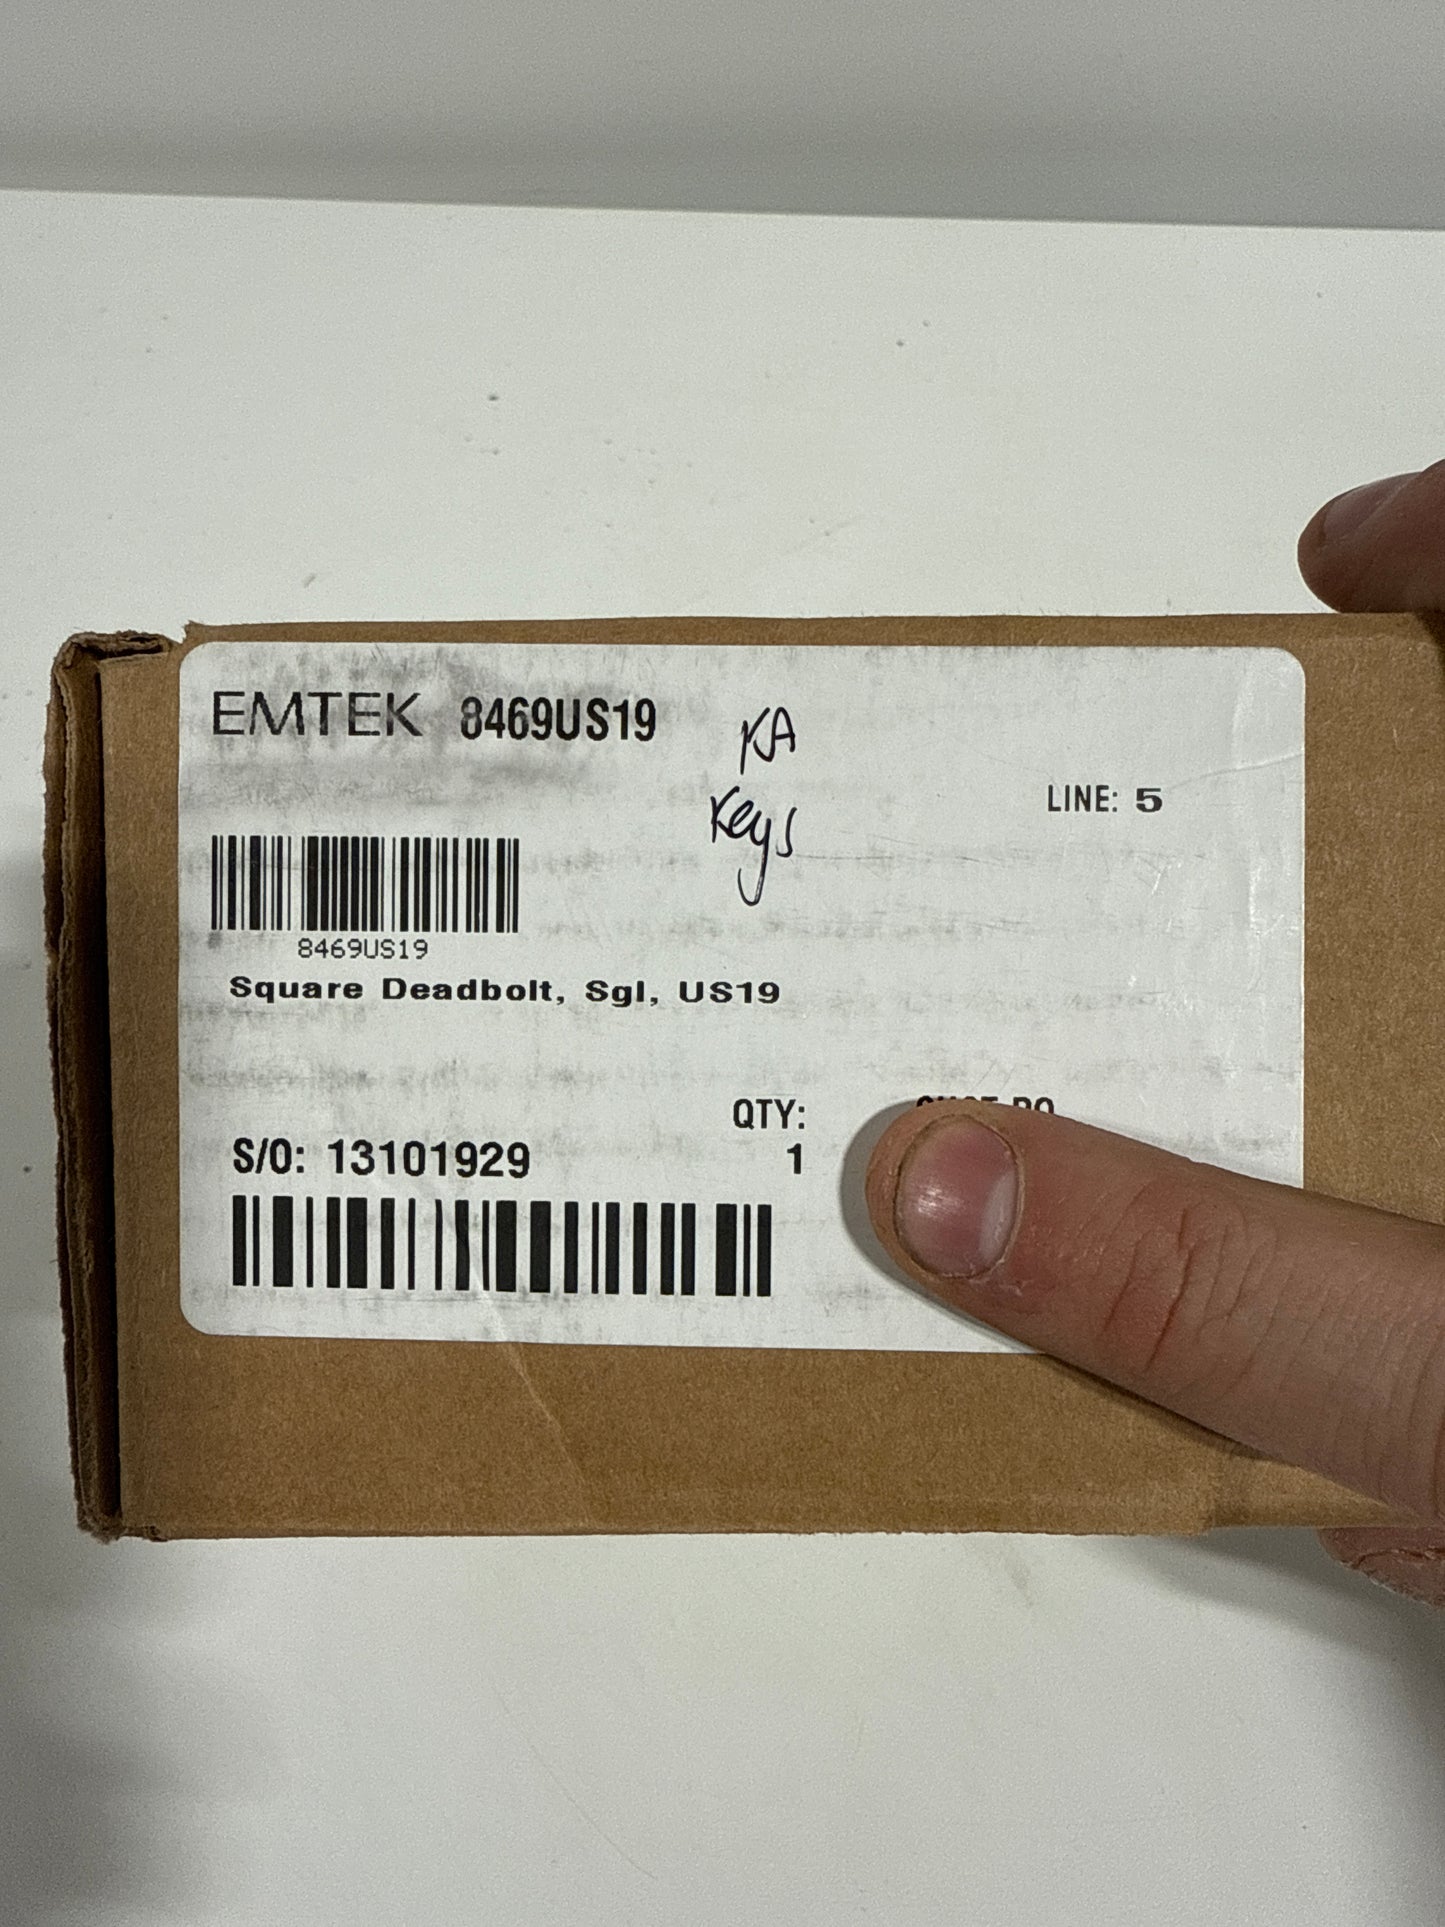 EMTEK 8469US19
KA
Keys
LINE: 5
8469US19
Square Deadbolt, Sgl, US19
QTY:
1
S/O: 13101929